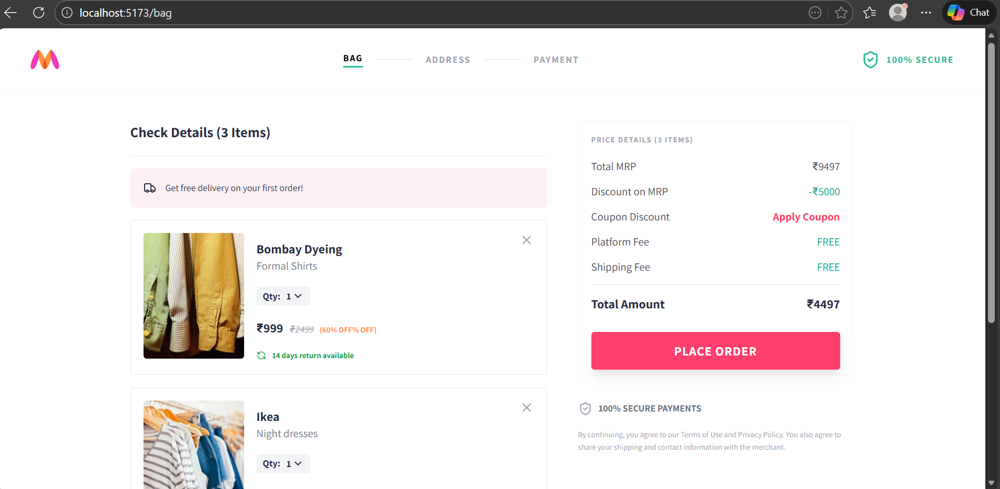 localhost:5173/bag
Chat
BAG
ADDRESS
PAYMENT
100% SECURE
Check Details (3 Items)
Get free delivery on your first order!
Bombay Dyeing
Formal Shirts
Qty: 1
₹999 ₹2499 (60% OFF% OFF)
14 days return available
Ikea
Night dresses
Qty: 1
PRICE DETAILS (3 ITEMS)
Total MRP ₹9497
Discount on MRP -₹5000
Coupon Discount Apply Coupon
Platform Fee FREE
Shipping Fee FREE
Total Amount ₹4497
PLACE ORDER
100% SECURE PAYMENTS
By continuing, you agree to our Terms of Use and Privacy Policy. You also agree to
share your shipping and contact information with the merchant.